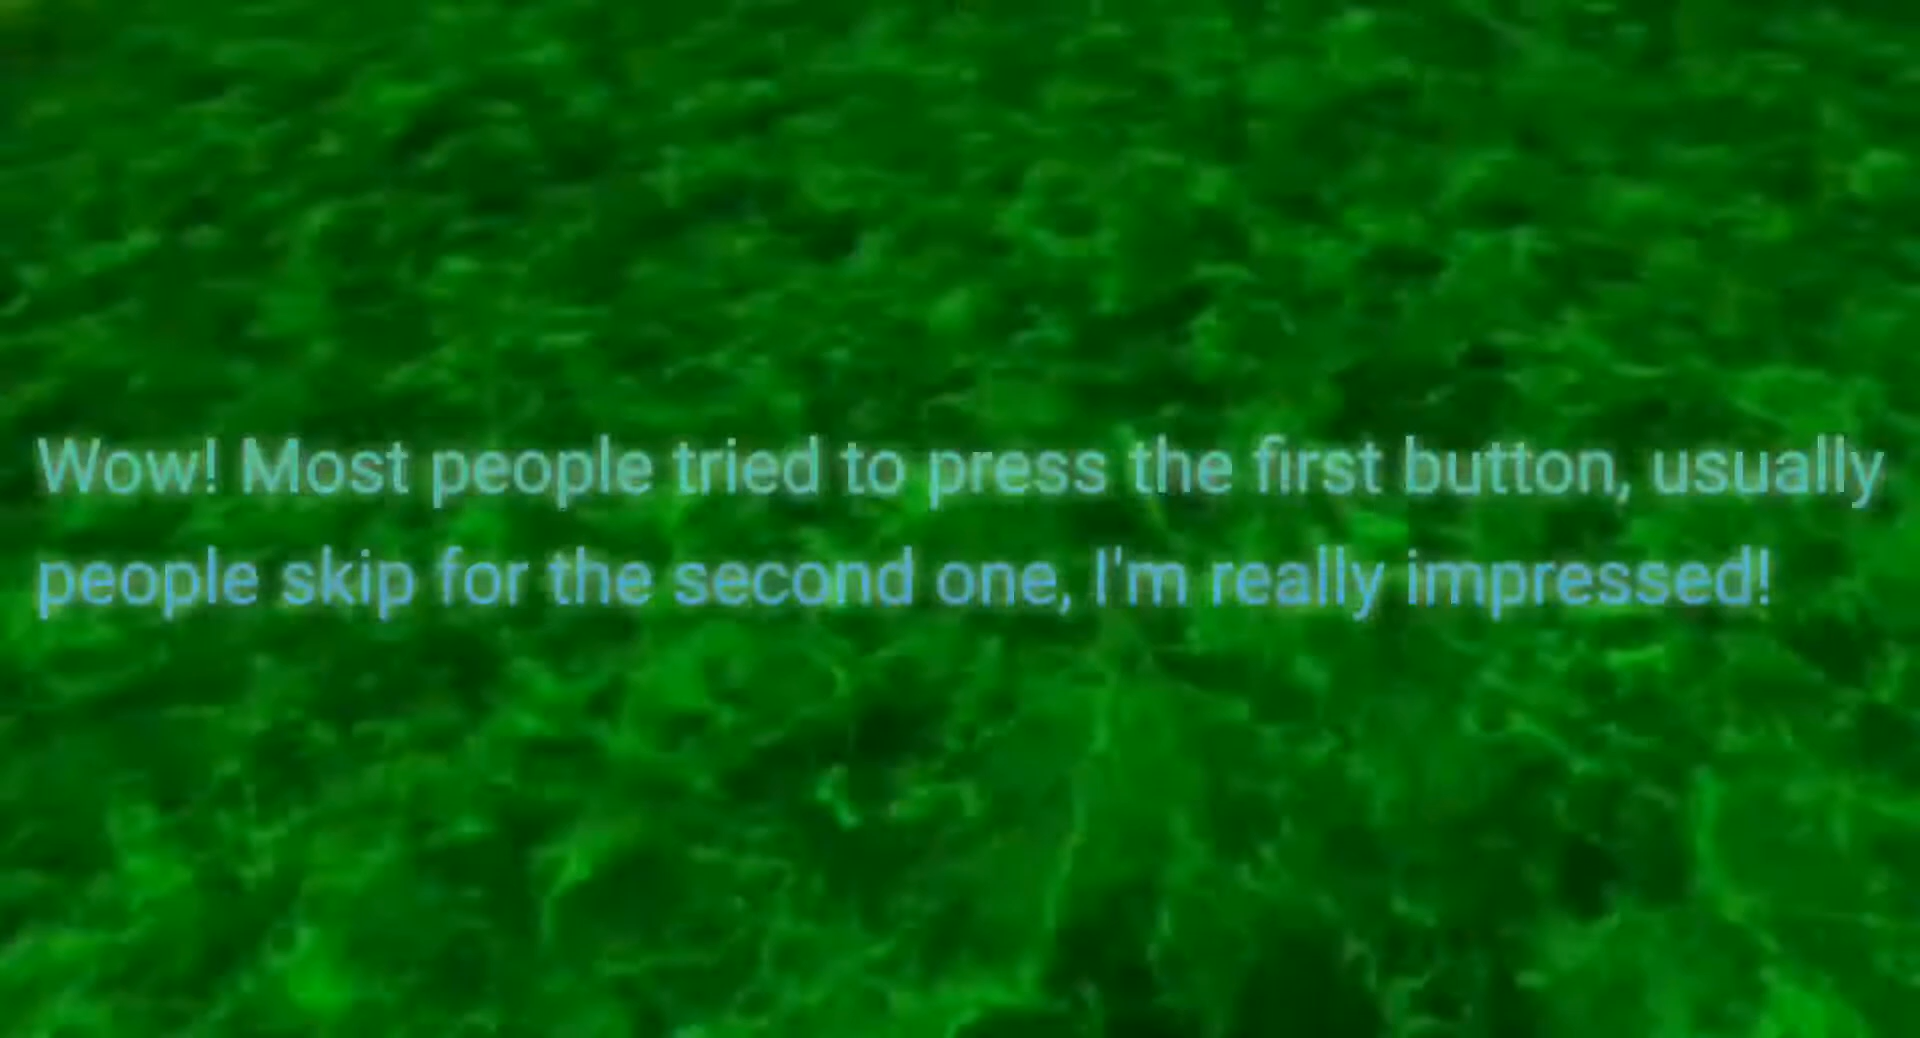 Wow! Most people tried to press the first button, usually
people skip for the second one, I'm really impressed!